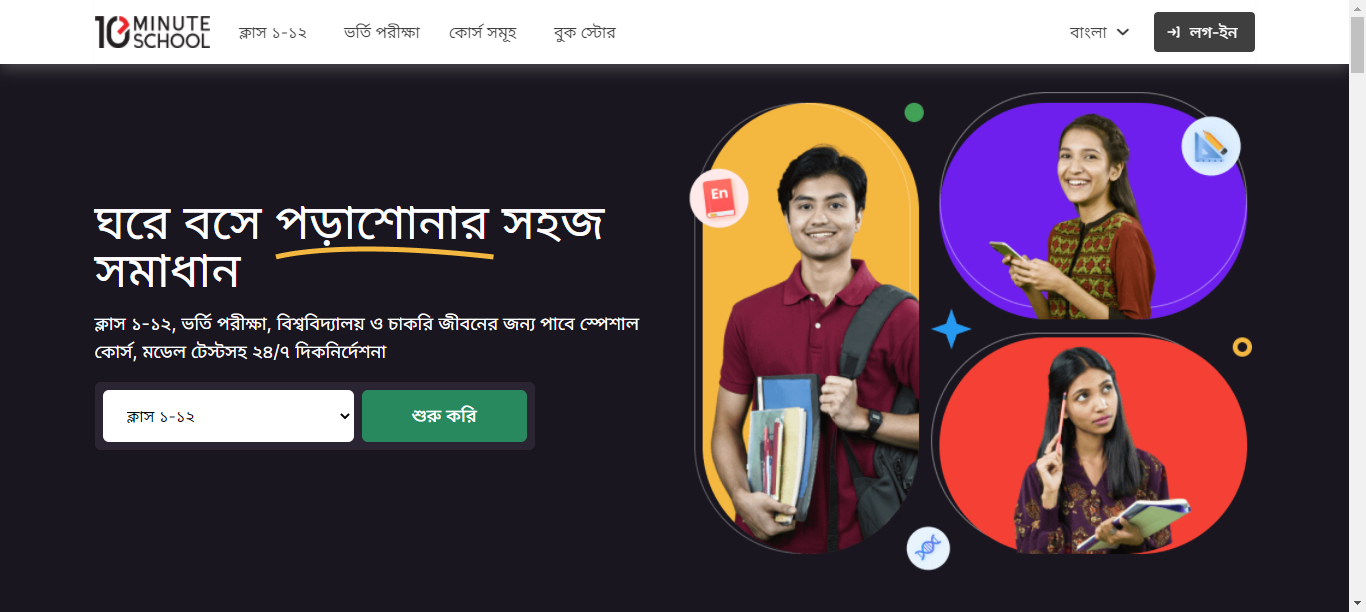 10 MINUTE SCHOOL
ক্লাস ১-১২
ভর্তি পরীক্ষা
কোর্স সমূহ
বুক স্টোর
বাংলা
লগ-ইন
ঘরে বসে পড়াশোনার সহজ
সমাধান
ক্লাস ১-১২, ভর্তি পরীক্ষা, বিশ্ববিদ্যালয় ও চাকরি জীবনের জন্য পাবে স্পেশাল
কোর্স, মডেল টেস্টসহ ২৪/৭ দিকনির্দেশনা
ক্লাস ১-১২
শুরু করি
En